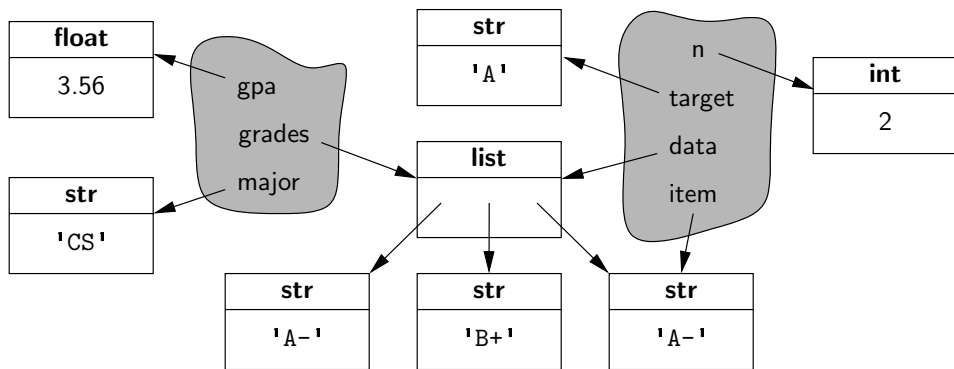 float
3.56
gpa
grades
major
str
'CS'
str
'A'
list
n
target
data
item
int
2
str
'A-'
str
'B+'
str
'A-'